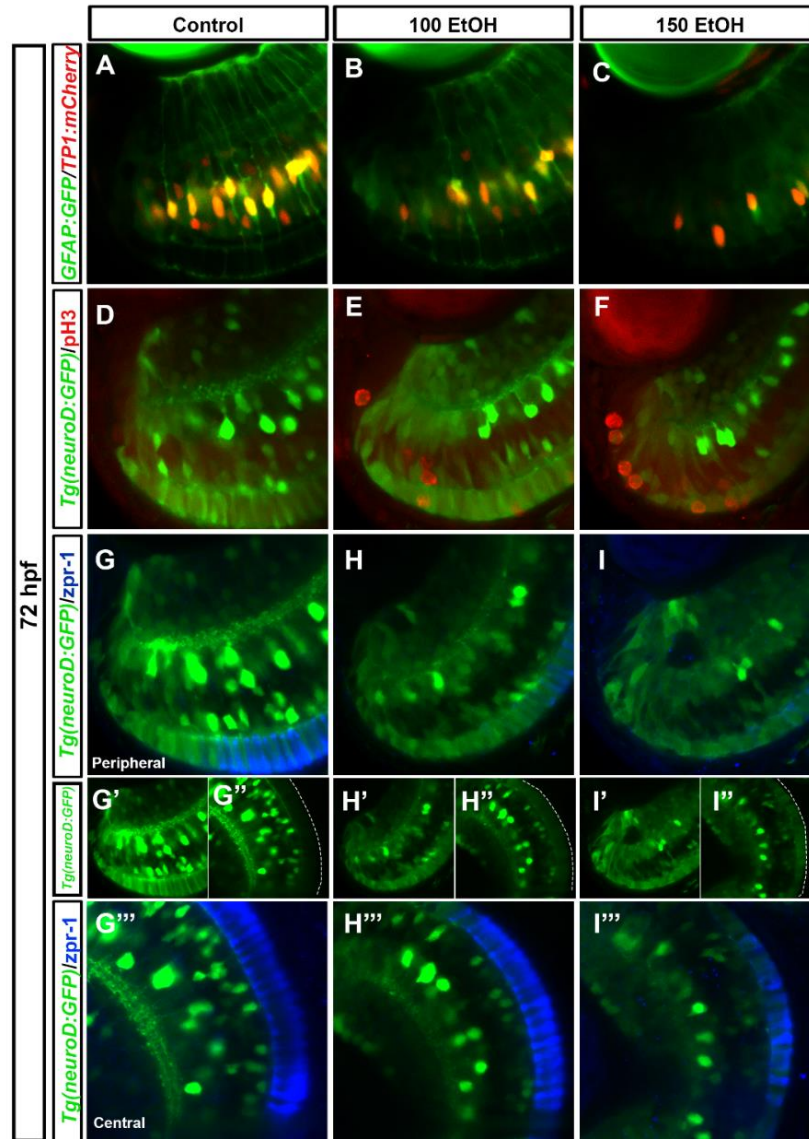 Control
100 EtOH
150 EtOH
72 hpf
GFAP:GFP/TP1:mCherry
A
B
C
Tg(neuroD:GFP)/pH3
D
E
F
Tg(neuroD:GFP)/zpr-1
G
H
I
Peripheral
Tg(neuroD:GFP)
G'
G"
H'
H"
I'
I"
Tg(neuroD:GFP)/zpr-1
G"'
H"'
I"'
Central